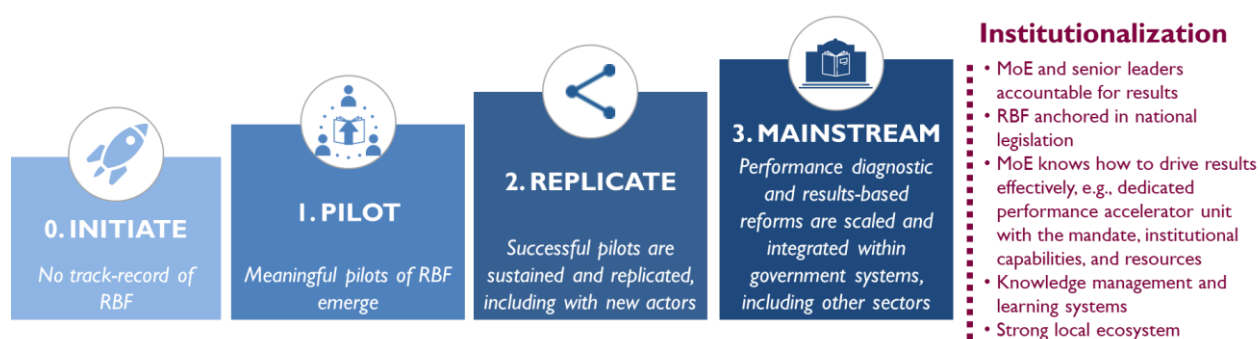 0. INITIATE
No track-record of
RBF
1. PILOT
Meaningful pilots of RBF
emerge
2. REPLICATE
Successful pilots are
sustained and replicated,
including with new actors
3. MAINSTREAM
Performance diagnostic
and results-based
reforms are scaled and
integrated within
government systems,
including other sectors
Institutionalization
• MoE and senior leaders
accountable for results
• RBF anchored in national
legislation
• MoE knows how to drive results
effectively, e.g., dedicated
performance accelerator unit
with the mandate, institutional
capabilities, and resources
• Knowledge management and
learning systems
• Strong local ecosystem